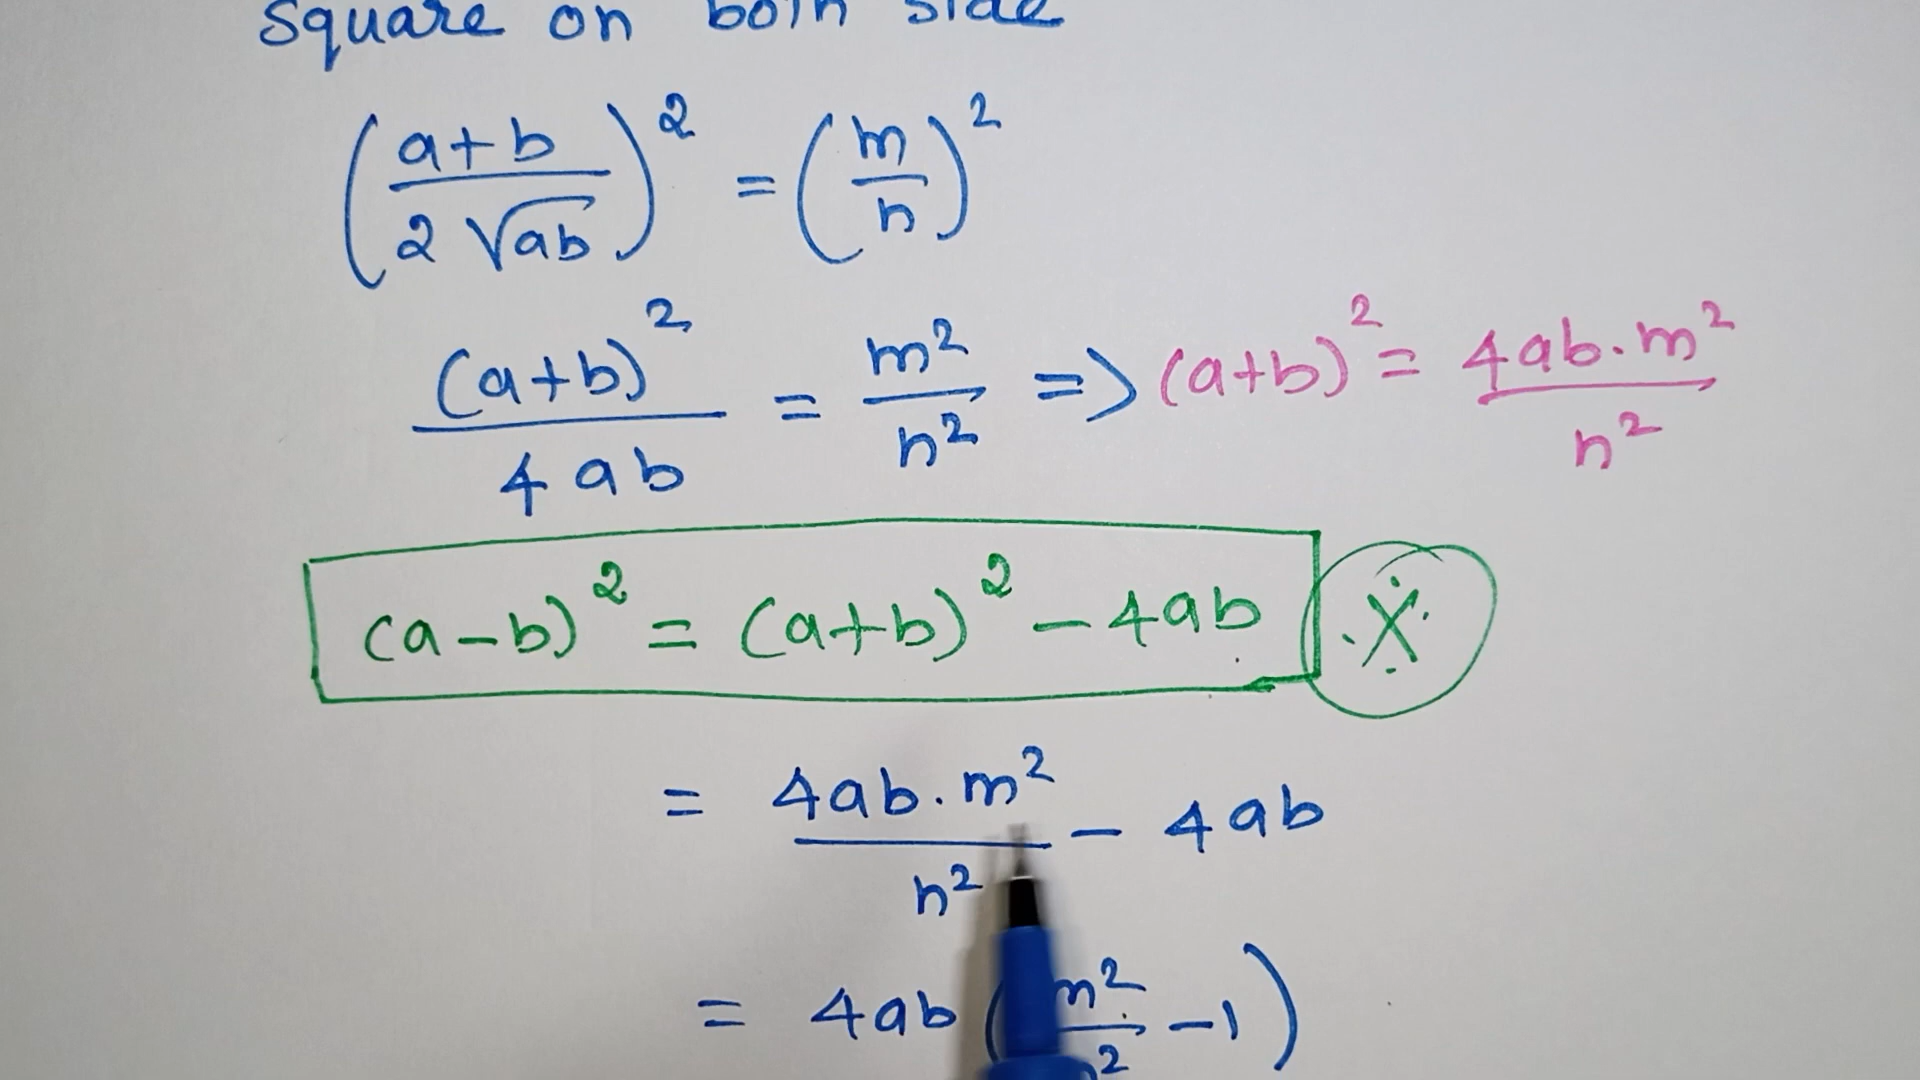 Square on both side
(a+b / 2√ab)² = (m/n)²
(a+b)² / 4ab = m²/n² => (a+b)² = 4ab.m² / n²
(a-b)² = (a+b)² - 4ab X
= 4ab.m² / n² - 4ab
= 4ab (m²/n² - 1)